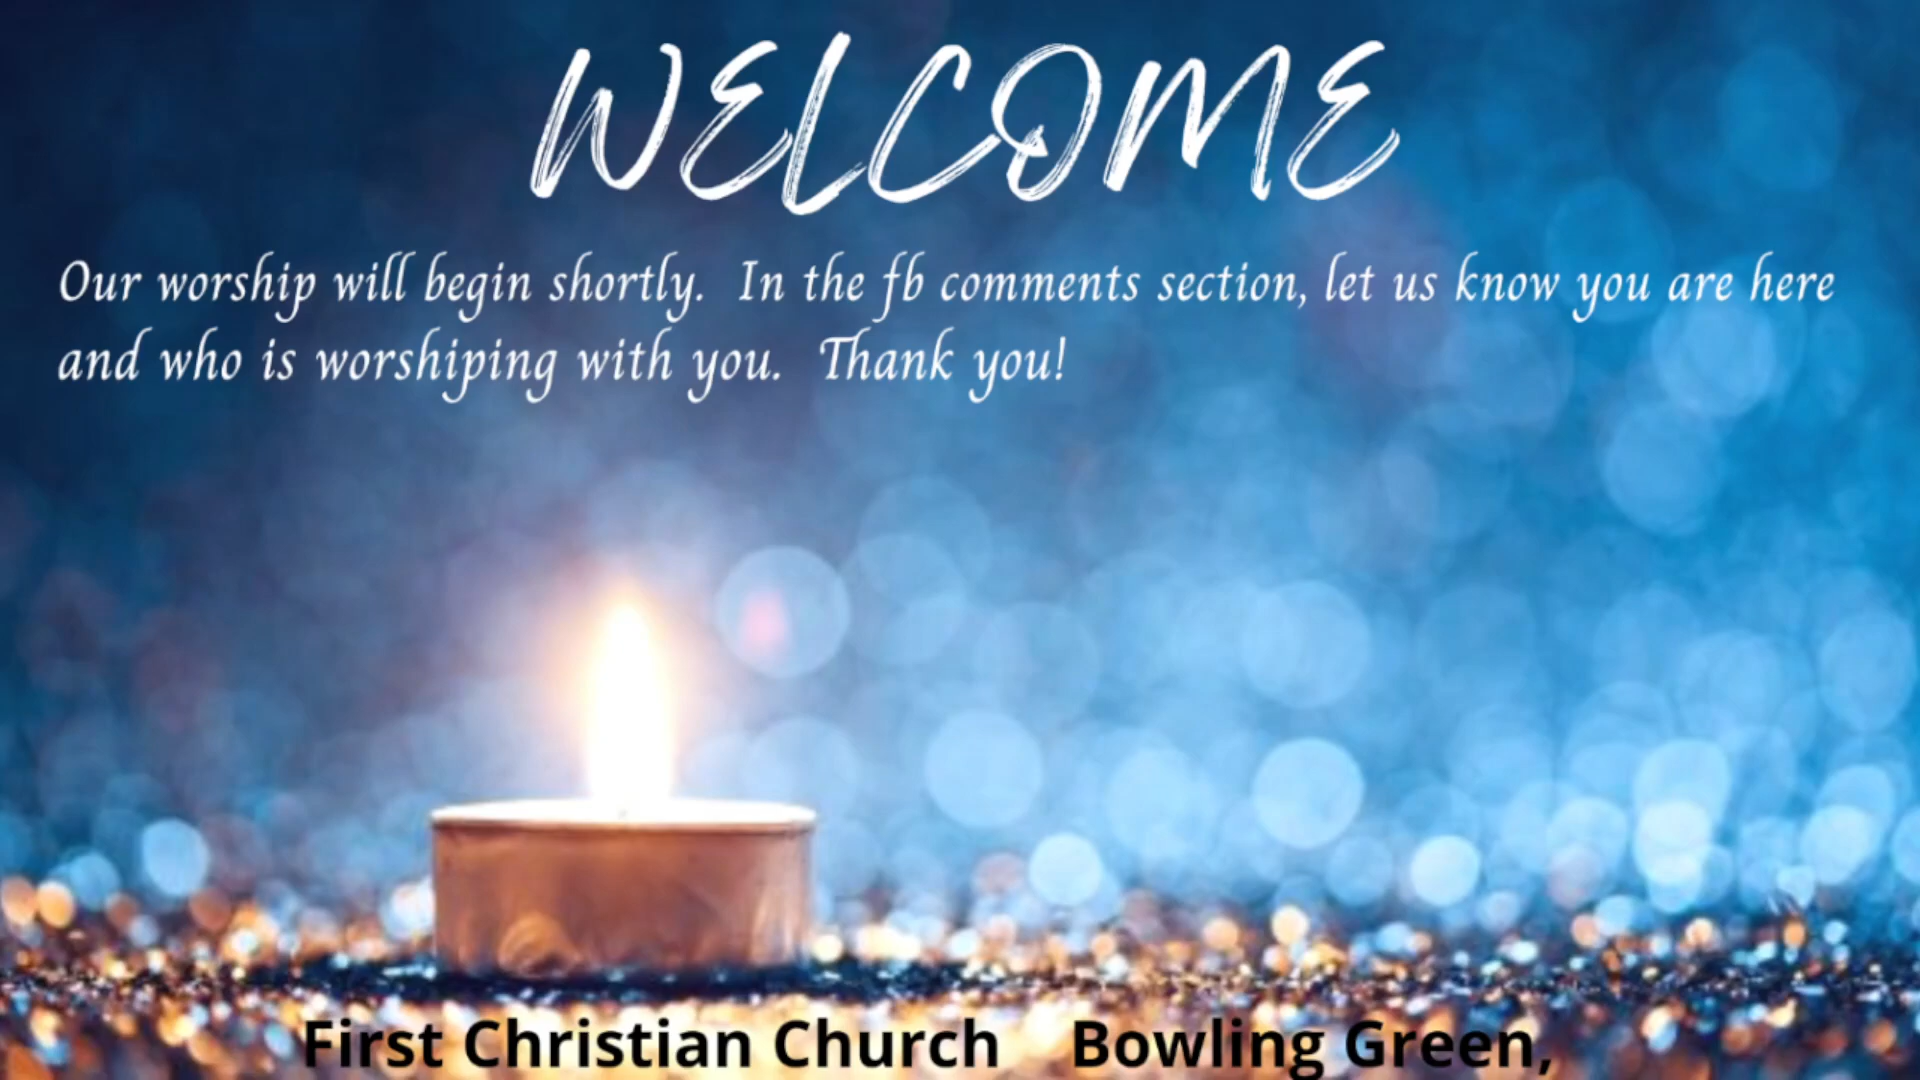 WELCOME
Our worship will begin shortly.  In the fb comments section, let us know you are here
and who is worshiping with you.  Thank you!
First Christian Church   Bowling Green,